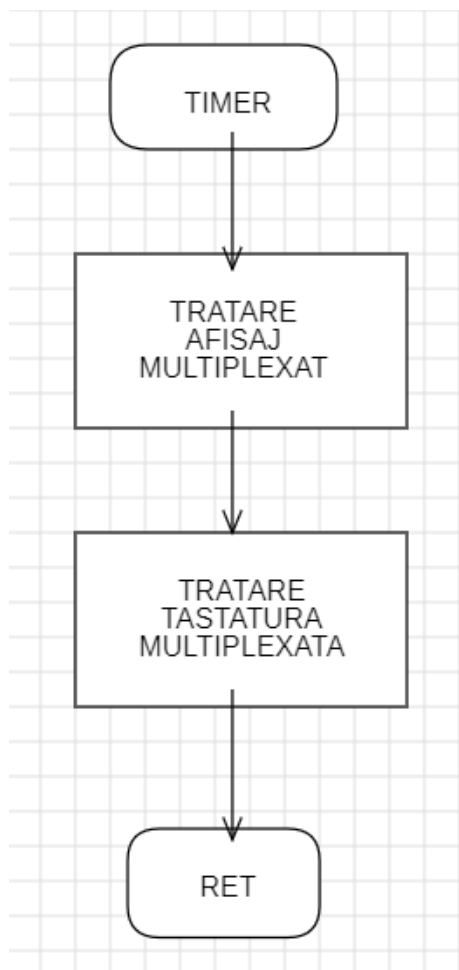 TIMER
TRATARE
AFISAJ
MULTIPLEXAT
TRATARE
TASTATURA
MULTIPLEXATA
RET